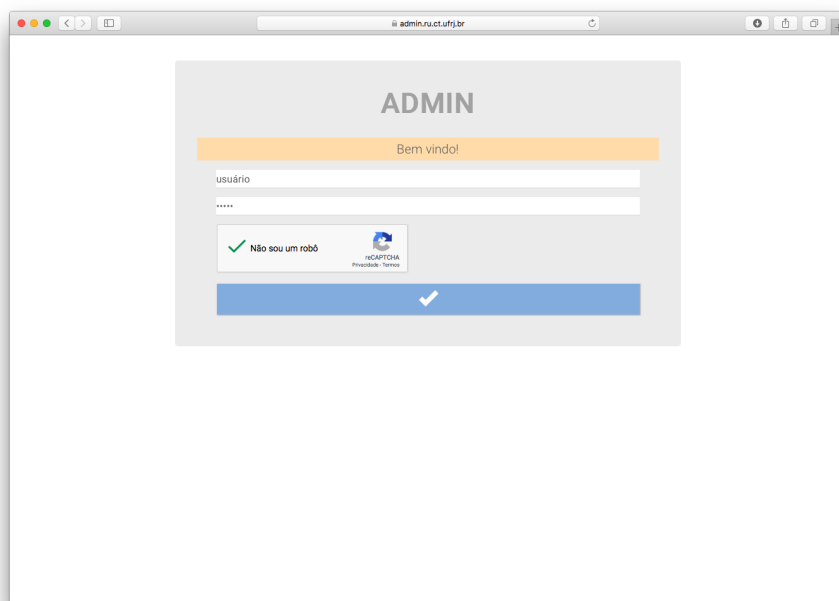 admin.ru.ct.ufrj.br
ADMIN
Bem vindo!
usuário
•••••
Não sou um robô
reCAPTCHA
Privacidade - Termos